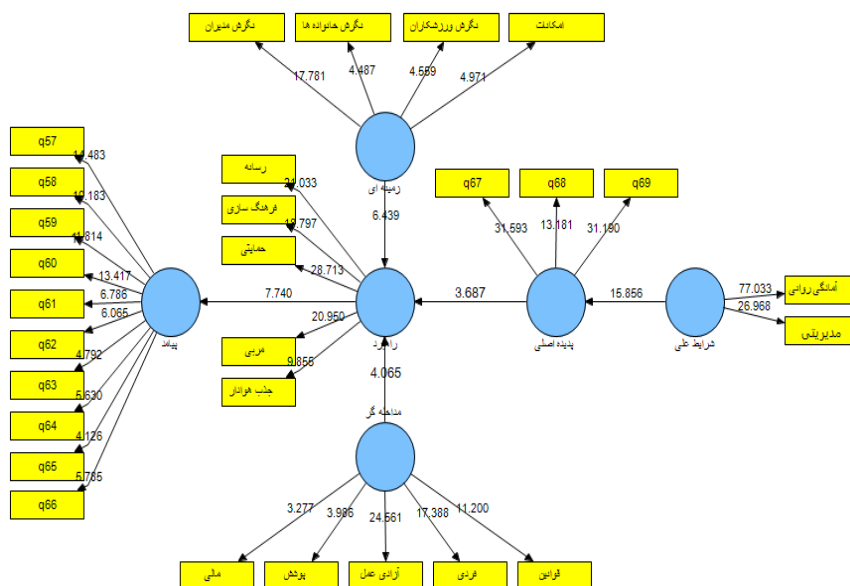 نگرش مدیران
نگرش خانواده ها
نگرش ورزشکاران
امکانات
17.781
4.487
4.559
4.971
زمینه ای
6.439
q57
q58
q59
q60
q61
q62
q63
q64
q65
q66
14.483
13.417
6.786
6.065
4.792
5.630
4.126
5.785
پیامد
7.740
رسانه
فرهنگ سازی
حمایتی
مربی
جذب هوادار
21.033
28.713
20.950
9.855
راهبرد
4.065
مداخله گر
3.687
q67
q68
q69
31.593
13.181
31.190
پدیده اصلی
15.856
شرایط علی
77.033
26.968
آمادگی روانی
مدیریتی
3.277
3.986
24.561
17.388
11.200
مالی
پوشش
آزادی عمل
فردی
قوانین